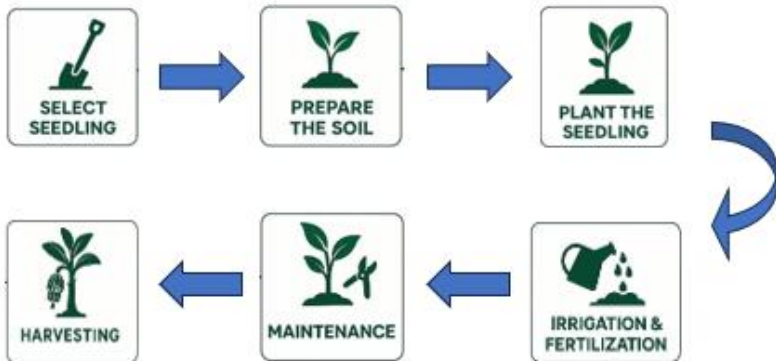 SELECT
SEEDLING
PREPARE
THE SOIL
PLANT THE
SEEDLING
IRRIGATION &
FERTILIZATION
MAINTENANCE
HARVESTING